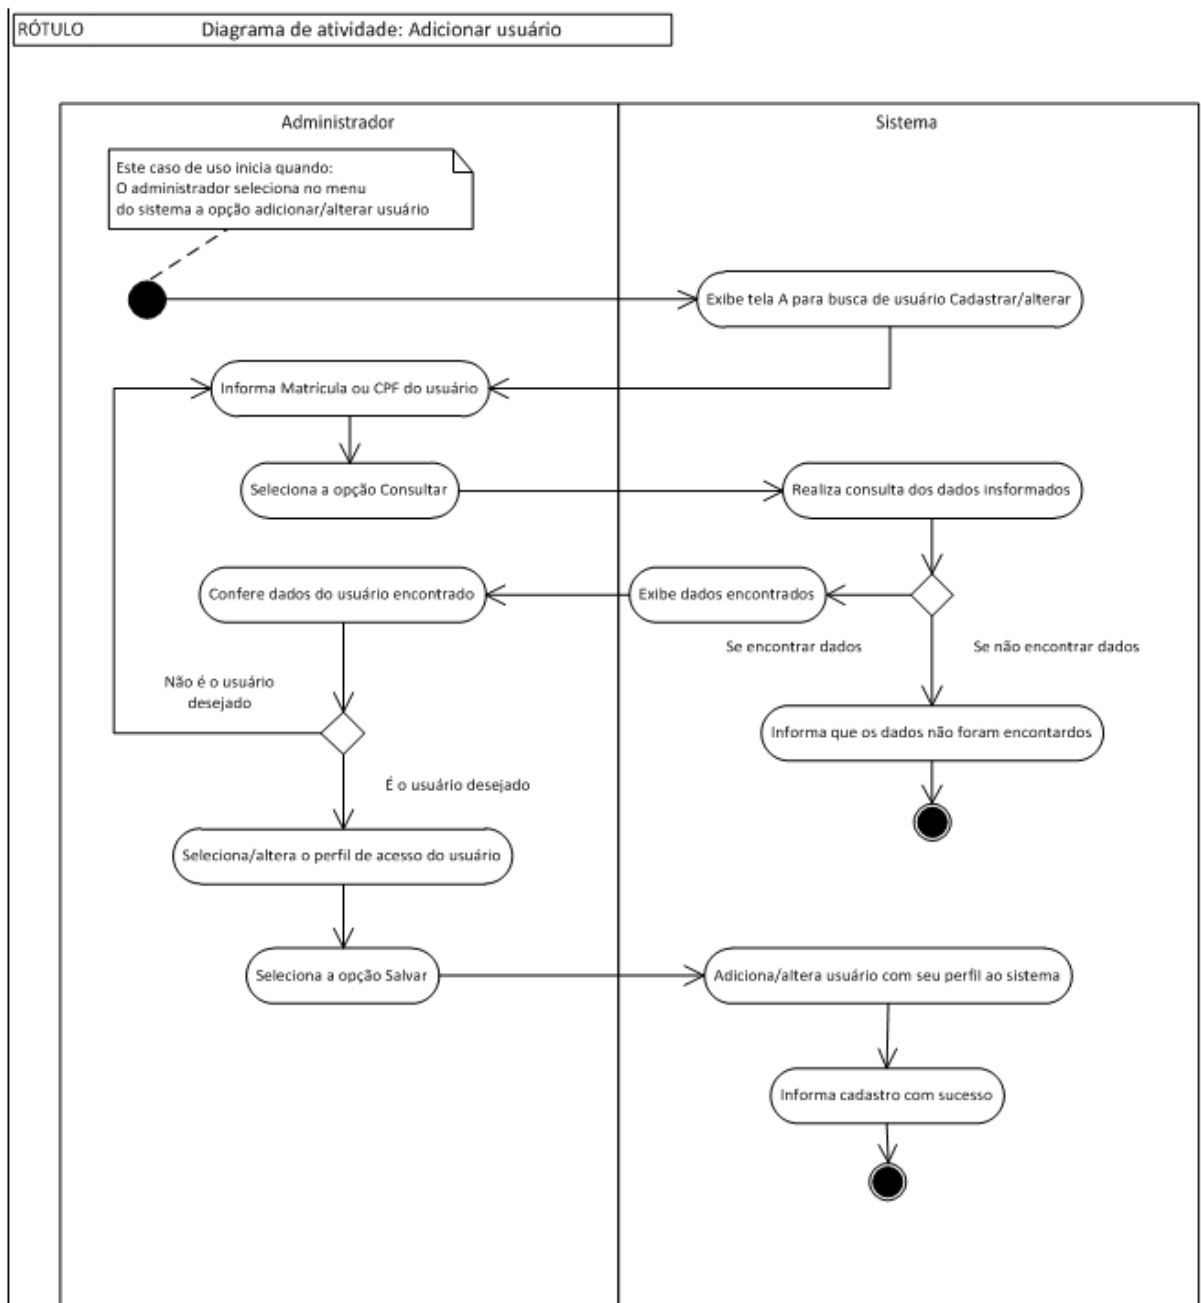 RÓTULO
Diagrama de atividade: Adicionar usuário
Administrador
Sistema
Este caso de uso inicia quando:
O administrador seleciona no menu
do sistema a opção adicionar/alterar usuário
Exibe tela A para busca de usuário Cadastrar/alterar
Informa Matrícula ou CPF do usuário
Seleciona a opção Consultar
Realiza consulta dos dados insformados
Confere dados do usuário encontrado
Exibe dados encontrados
Se encontrar dados
Se não encontrar dados
Não é o usuário
desejado
Informa que os dados não foram encontardos
É o usuário desejado
Seleciona/altera o perfil de acesso do usuário
Seleciona a opção Salvar
Adiciona/altera usuário com seu perfil ao sistema
Informa cadastro com sucesso